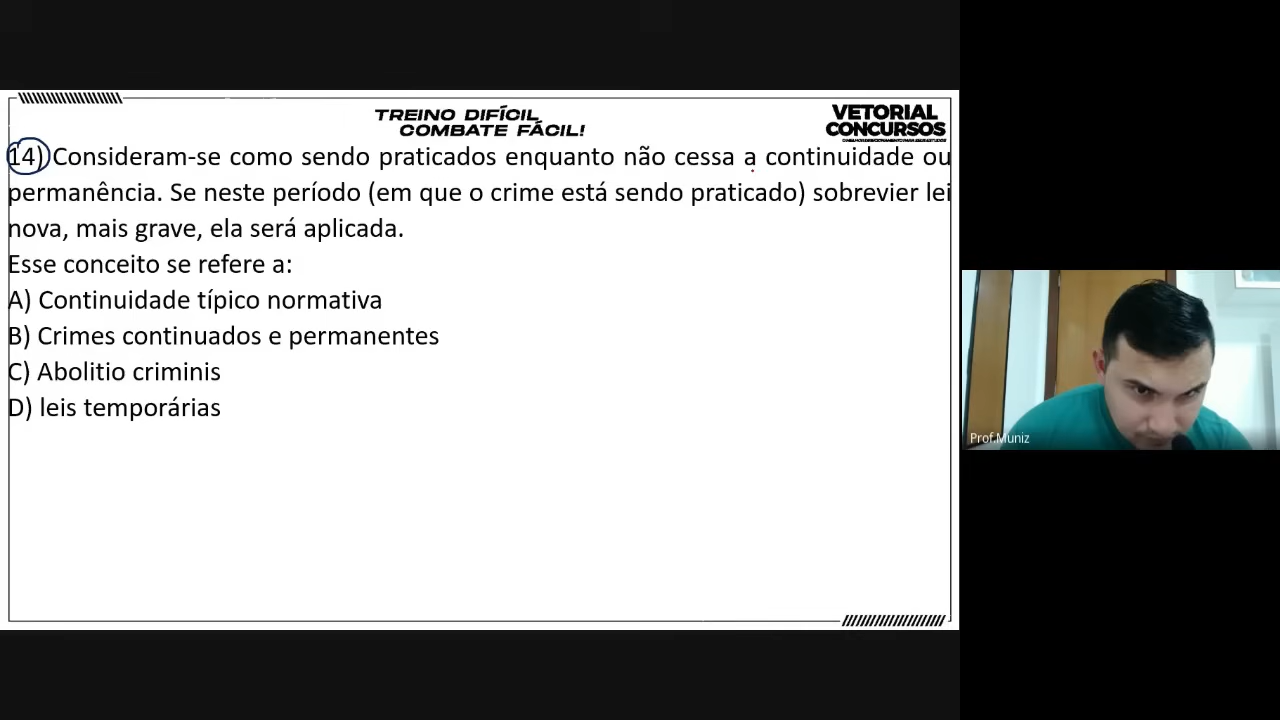 TREINO DIFÍCIL
COMBATE FÁCIL!
VETORIAL
CONCURSOS
14) Consideram-se como sendo praticados enquanto não cessa a continuidade ou
permanência. Se neste período (em que o crime está sendo praticado) sobrevier lei
nova, mais grave, ela será aplicada.
Esse conceito se refere a:
A) Continuidade típico normativa
B) Crimes continuados e permanentes
C) Abolitio criminis
D) leis temporárias
Prof.Muniz